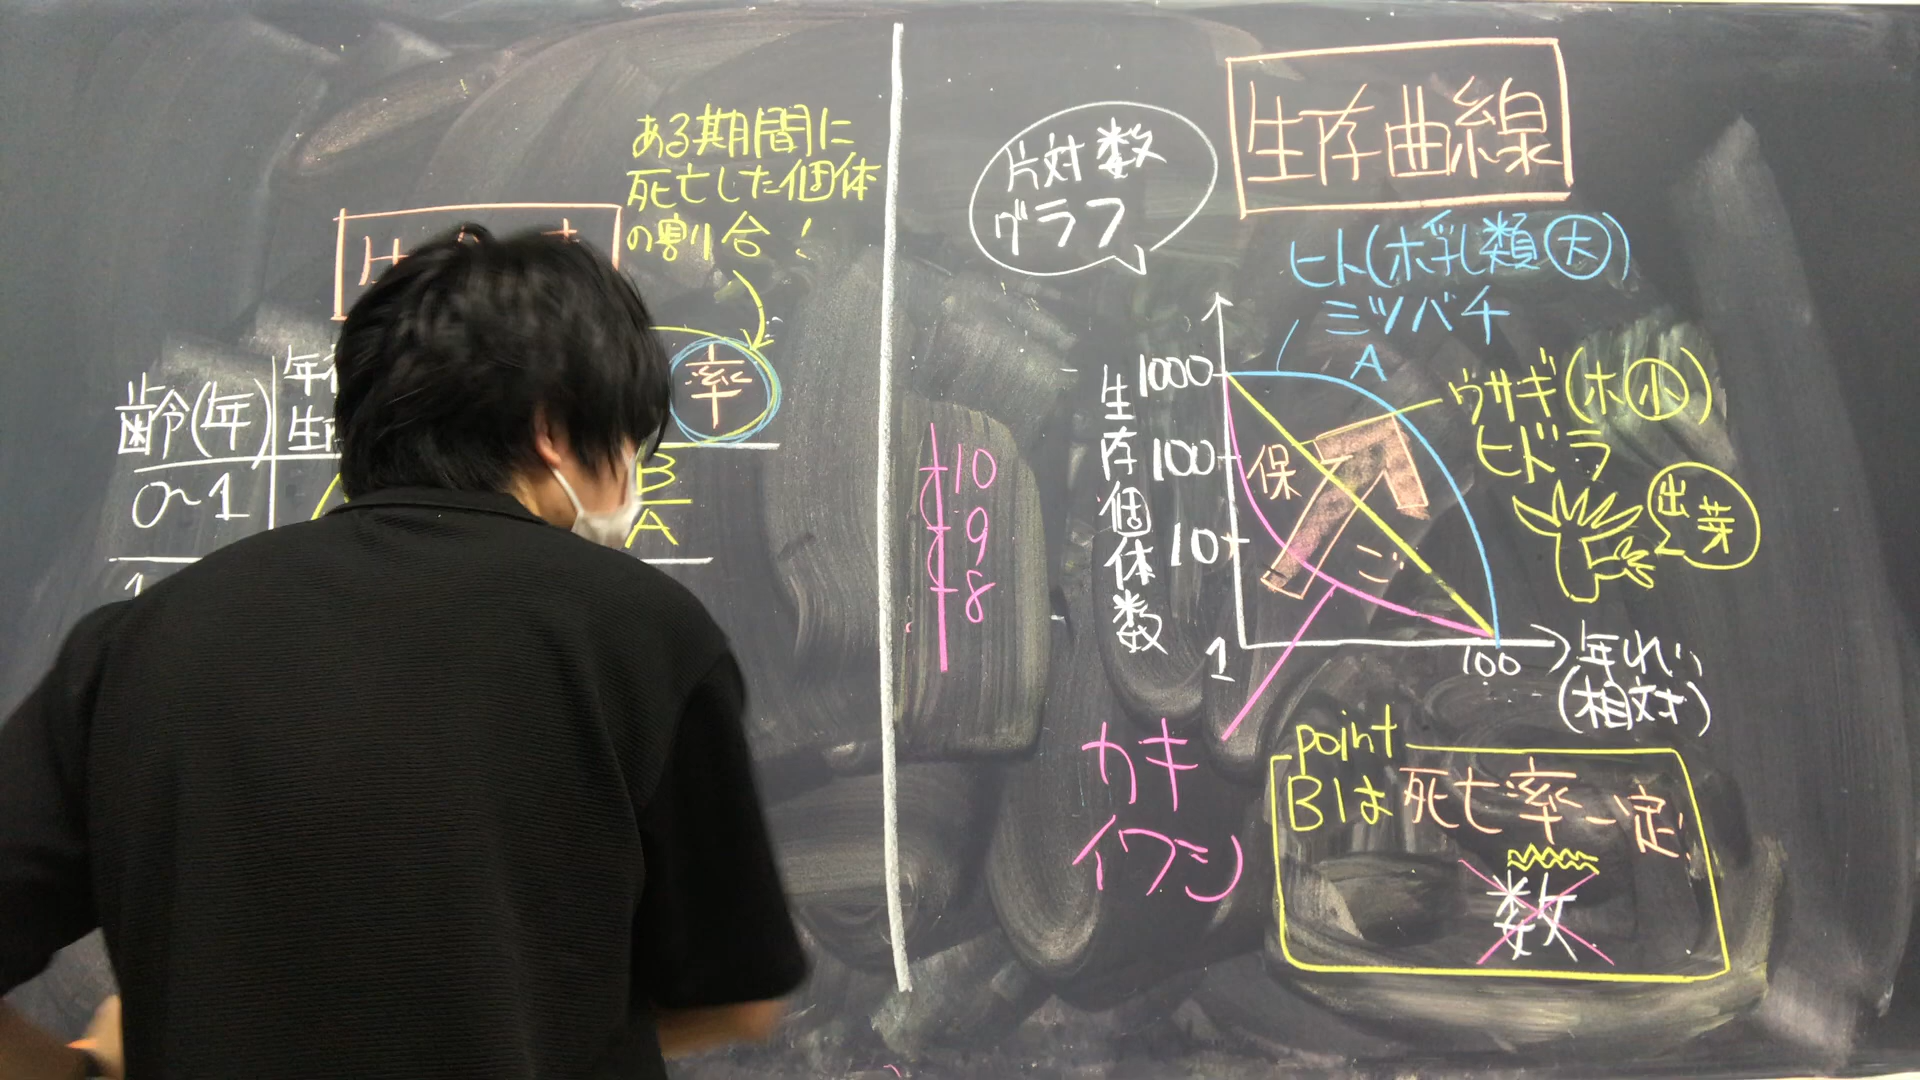 ある期間に
死亡した個体
の割合！
率
齢(年)
年
生
0~1
B
A
10
9
8
生存曲線
片対数
グラフ
ヒト(ホ乳類大)
ミツバチ
A
ウサギ(ホ小)
ヒドラ
出芽
生存個体数
1000
100
10
1
保
ご
100
年れい
(相対)
カキ
イワシ
point
Bは死亡率一定!
数